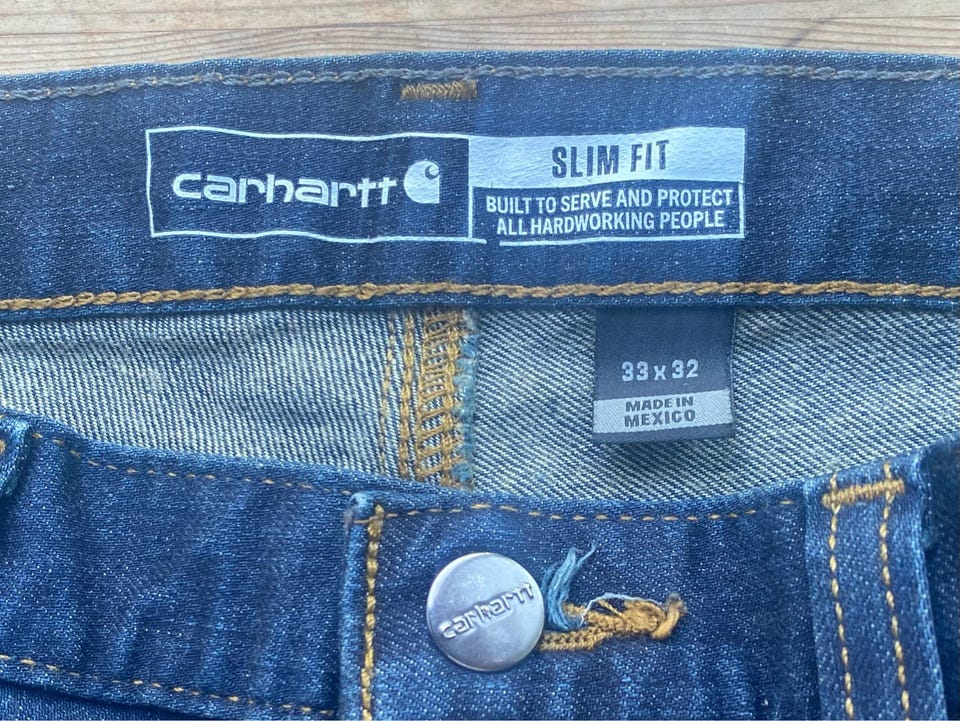 carhartt
SLIM FIT
BUILT TO SERVE AND PROTECT
ALL HARDWORKING PEOPLE
33 x 32
MADE IN
MEXICO
carhartt